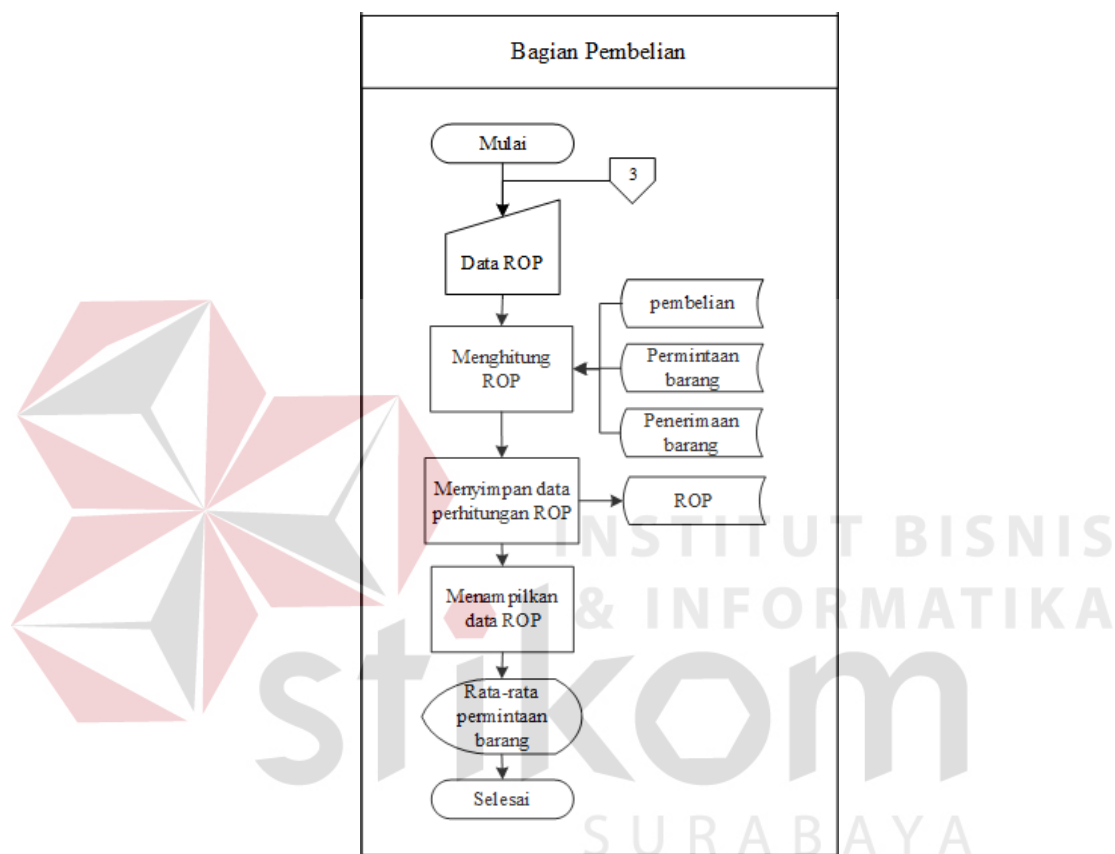 Bagian Pembelian
Mulai
3
Data ROP
pembelian
Menghitung
ROP
Permintaan
barang
Penerimaan
barang
Menyimpan data
perhitungan ROP
ROP
Menampilkan
data ROP
Rata-rata
permintaan
barang
Selesai
INSTITUT BISNIS
& INFORMATIKA
stikom
SURABAYA